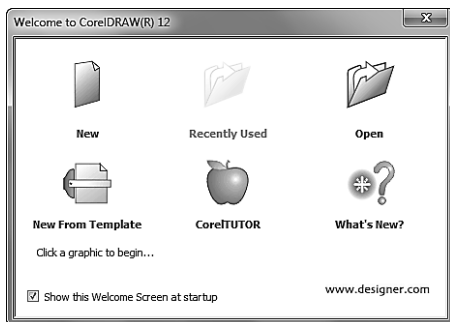 Welcome to CorelDRAW(R) 12
New
Recently Used
Open
New From Template
CorelTUTOR
What's New?
Click a graphic to begin...
Show this Welcome Screen at startup
www.designer.com